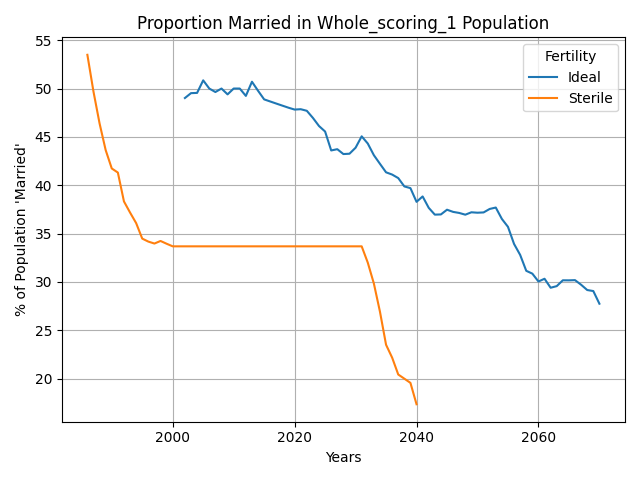 Proportion Married in Whole_scoring_1 Population
55
50
45
40
35
30
25
20
% of Population 'Married'
Fertility
Ideal
Sterile
2000 2020 2040 2060
Years